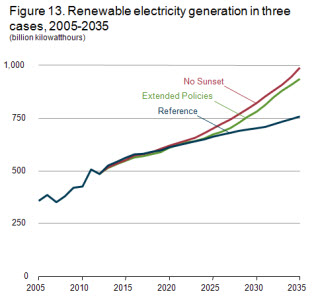 Figure 13. Renewable electricity generation in three
cases, 2005-2035
(billion kilowatthours)
1,000
No Sunset
Extended Policies
Reference
750
500
250
0
2005 2010 2015 2020 2025 2030 2035